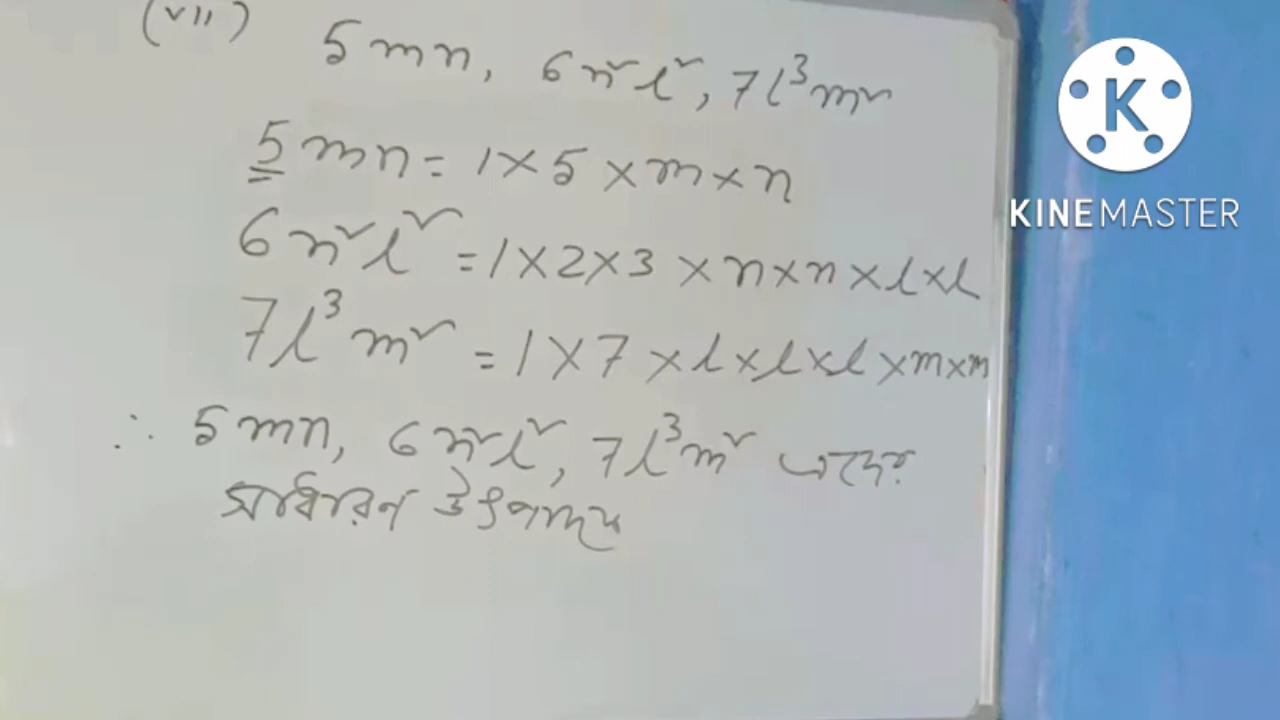 (vii) 5mn, 6n²l², 7l³m²
5mn = 1×5×m×n
6n²l² = 1×2×3×n×n×l×l
7l³m² = 1×7×l×l×l×m×m
∴ 5mn, 6n²l², 7l³m² এদের
সাধারণ উৎপাদক
KINEMASTER